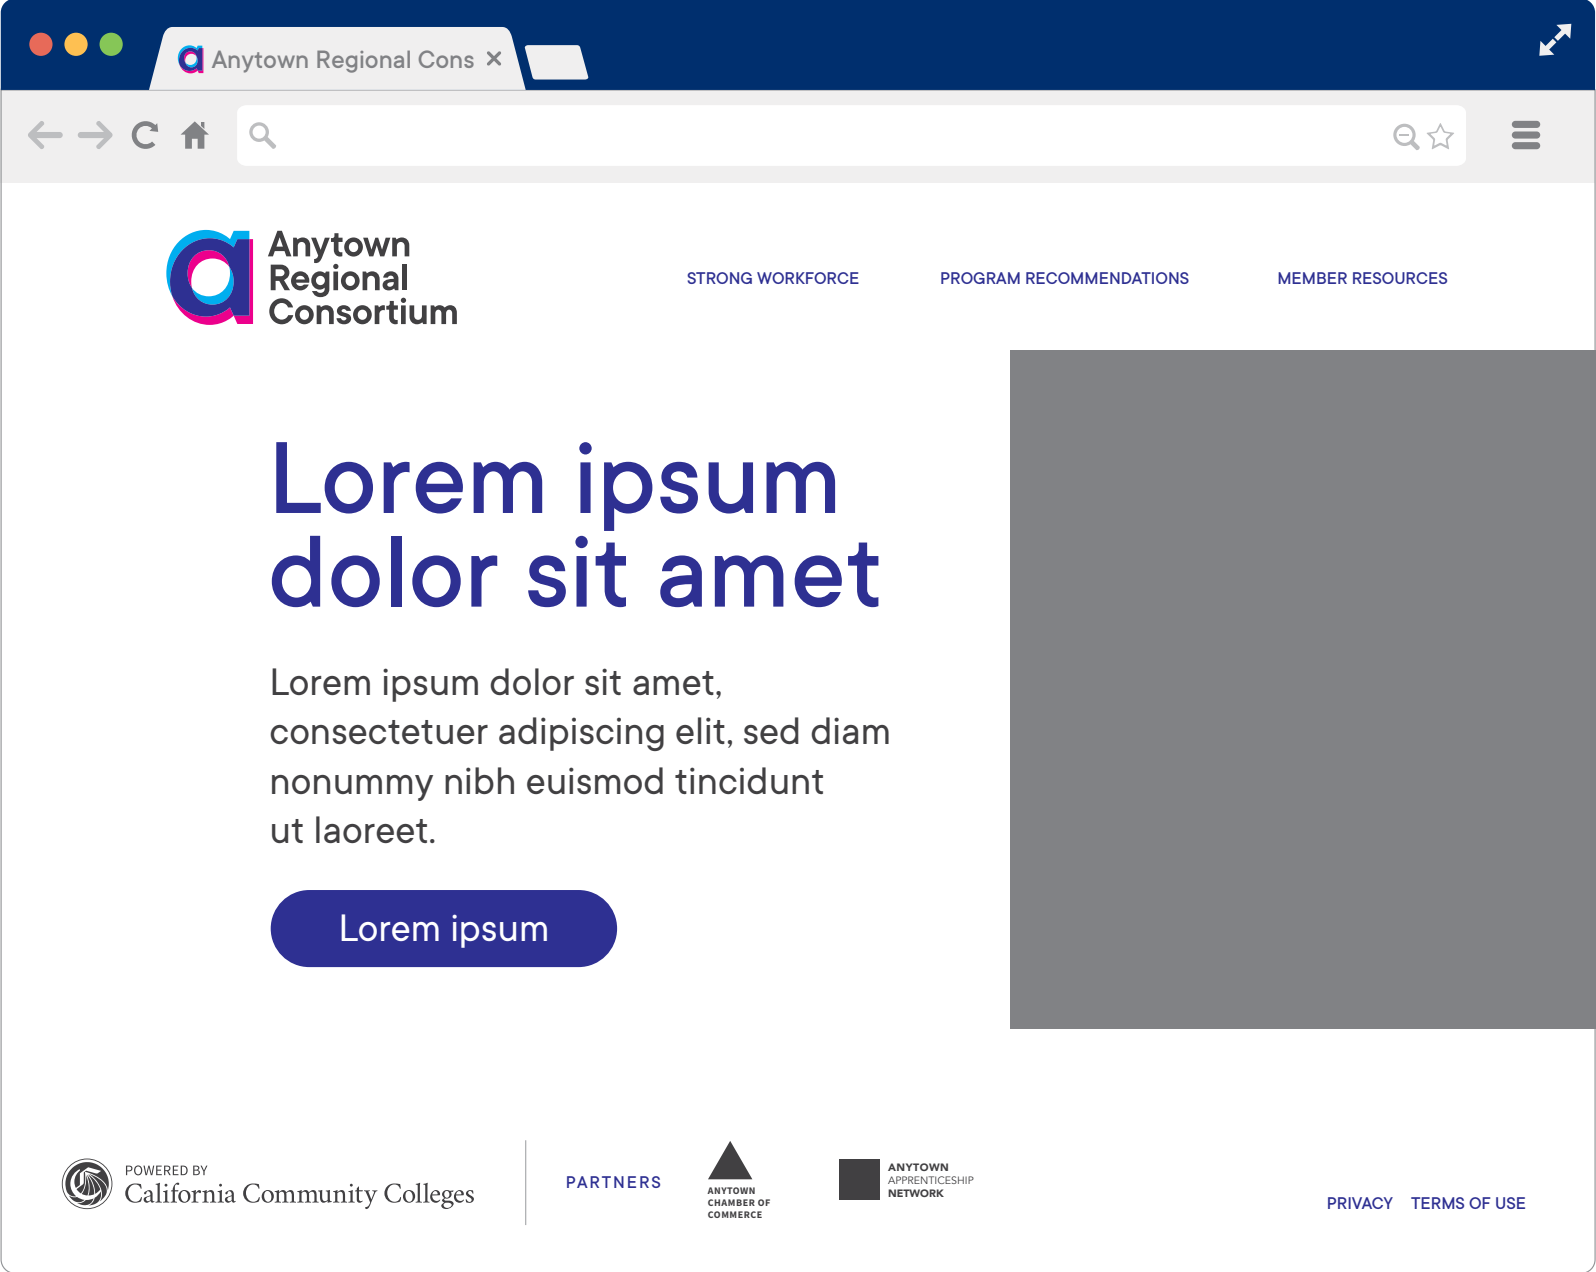 Anytown Regional Cons
Anytown
Regional
Consortium
STRONG WORKFORCE
PROGRAM RECOMMENDATIONS
MEMBER RESOURCES
Lorem ipsum
dolor sit amet
Lorem ipsum dolor sit amet,
consectetuer adipiscing elit, sed diam
nonummy nibh euismod tincidunt
ut laoreet.
Lorem ipsum
POWERED BY
California Community Colleges
PARTNERS
ANYTOWN
CHAMBER OF
COMMERCE
ANYTOWN
APPRENTICESHIP
NETWORK
PRIVACY
TERMS OF USE